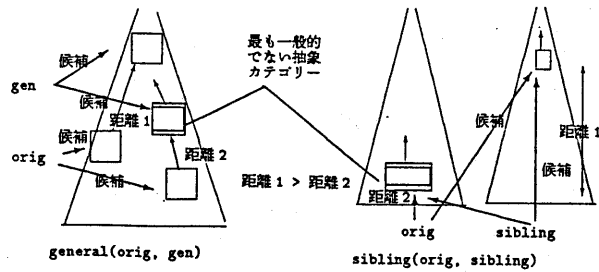 最も一般的
でない抽象
カテゴリー
候補
gen
候補
距離1
候補
orig
候補
距離2
距離1 > 距離2
general(orig, gen)
候補
距離1
候補
距離2
orig
sibling
sibling(orig, sibling)